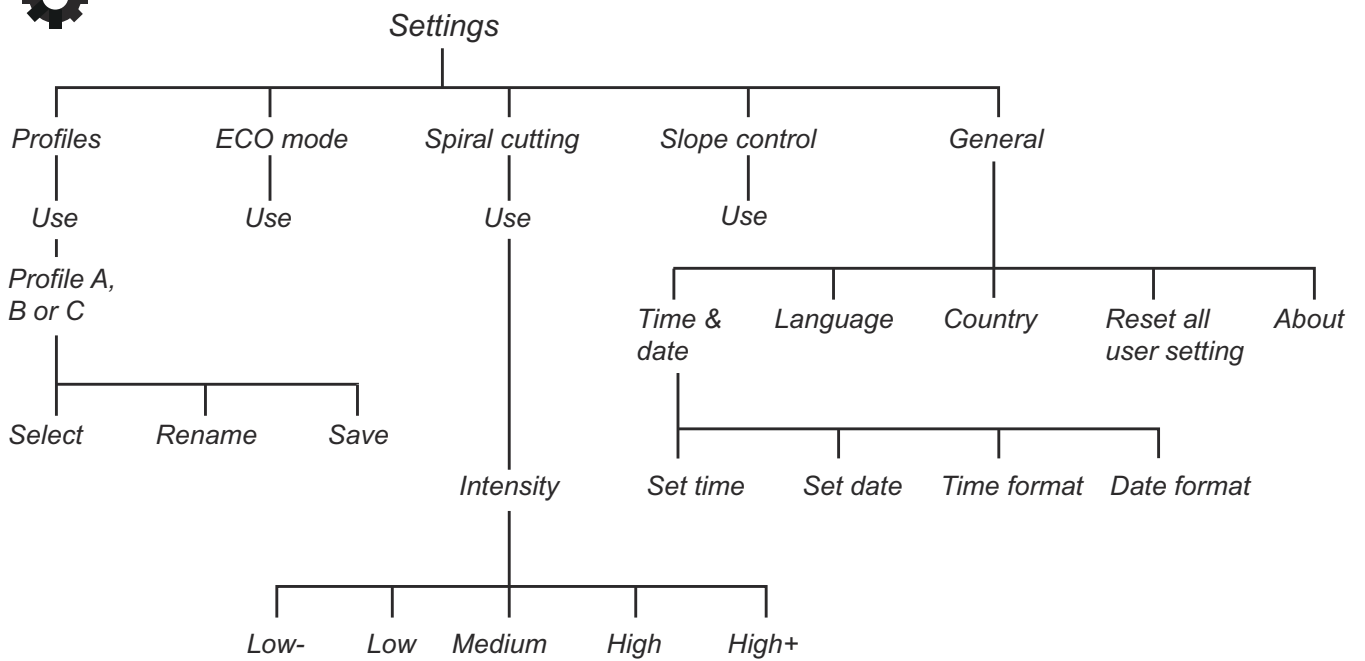 Settings
Profiles
ECO mode
Spiral cutting
Slope control
General
Use
Use
Use
Use
Profile A,
B or C
Time &
date
Language
Country
Reset all
user setting
About
Select
Rename
Save
Intensity
Set time
Set date
Time format
Date format
Low-
Low
Medium
High
High+